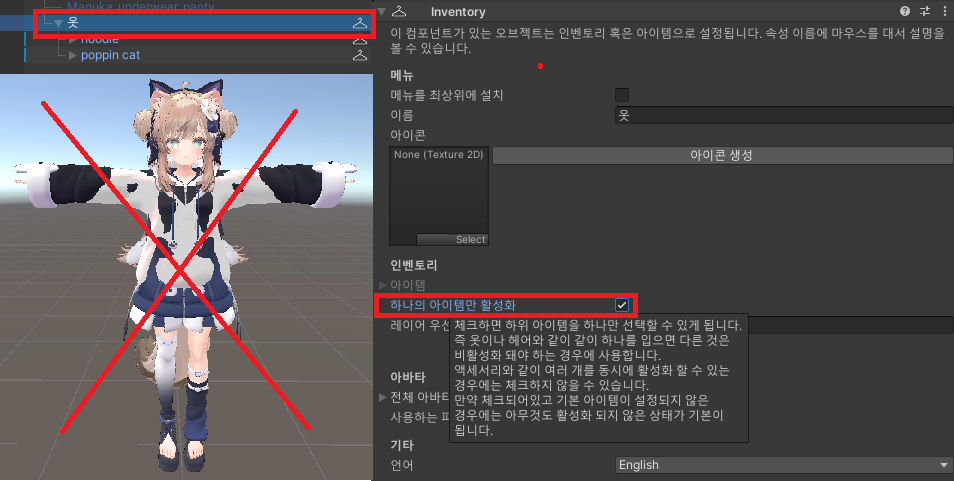 Manuka underwear panty
옷
noodle
poppin cat
Inventory
이 컴포넌트가 있는 오브젝트는 인벤토리 혹은 아이템으로 설정됩니다. 속성 이름에 마우스를 대서 설명을
볼 수 있습니다.
메뉴
메뉴를 최상위에 설치
이름
옷
아이콘
None (Texture 2D)
Select
아이콘 생성
인벤토리
아이템
하나의 아이템만 활성화
레이어 우선
체크하면 하위 아이템을 하나만 선택할 수 있게 됩니다.
즉 옷이나 헤어와 같이 같이 하나를 입으면 다른 것은
비활성화 돼야 하는 경우에 사용합니다.
액세서리와 같이 여러 개를 동시에 활성화 할 수 있는
경우에는 체크하지 않을 수 있습니다.
만약 체크되어있고 기본 아이템이 설정되지 않은
경우에는 아무것도 활성화 되지 않은 상태가 기본이
됩니다.
아바타
전체 아바타
사용하는
기타
언어
English